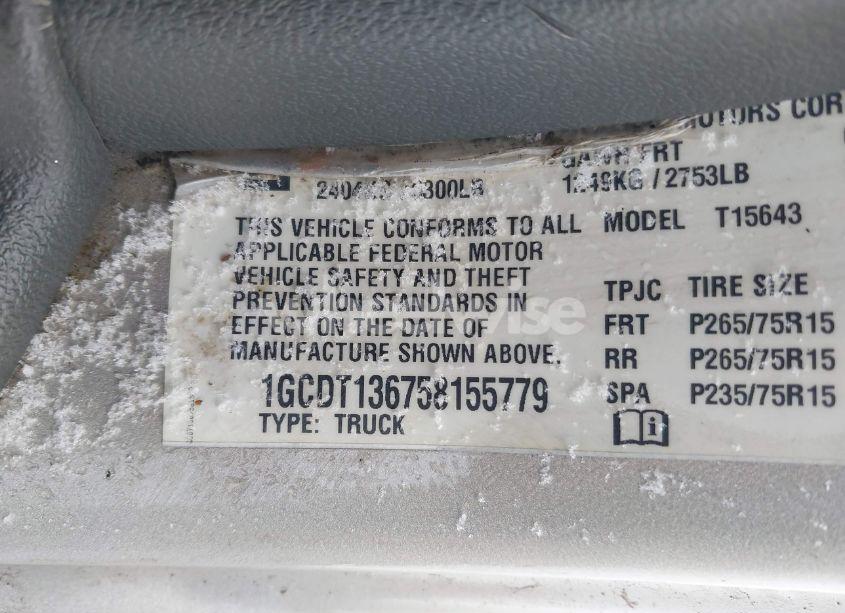 MOTORS COR
GAWR FRT
300LB
1249KG / 2753LB
THIS VEHICLE CONFORMS TO ALL
APPLICABLE FEDERAL MOTOR
VEHICLE SAFETY AND THEFT
PREVENTION STANDARDS IN
EFFECT ON THE DATE OF
MANUFACTURE SHOWN ABOVE.
1GCDT136758155779
TYPE: TRUCK
MODEL T15643
TPJC TIRE SIZE
FRT P265/75R15
RR P265/75R15
SPA P235/75R15